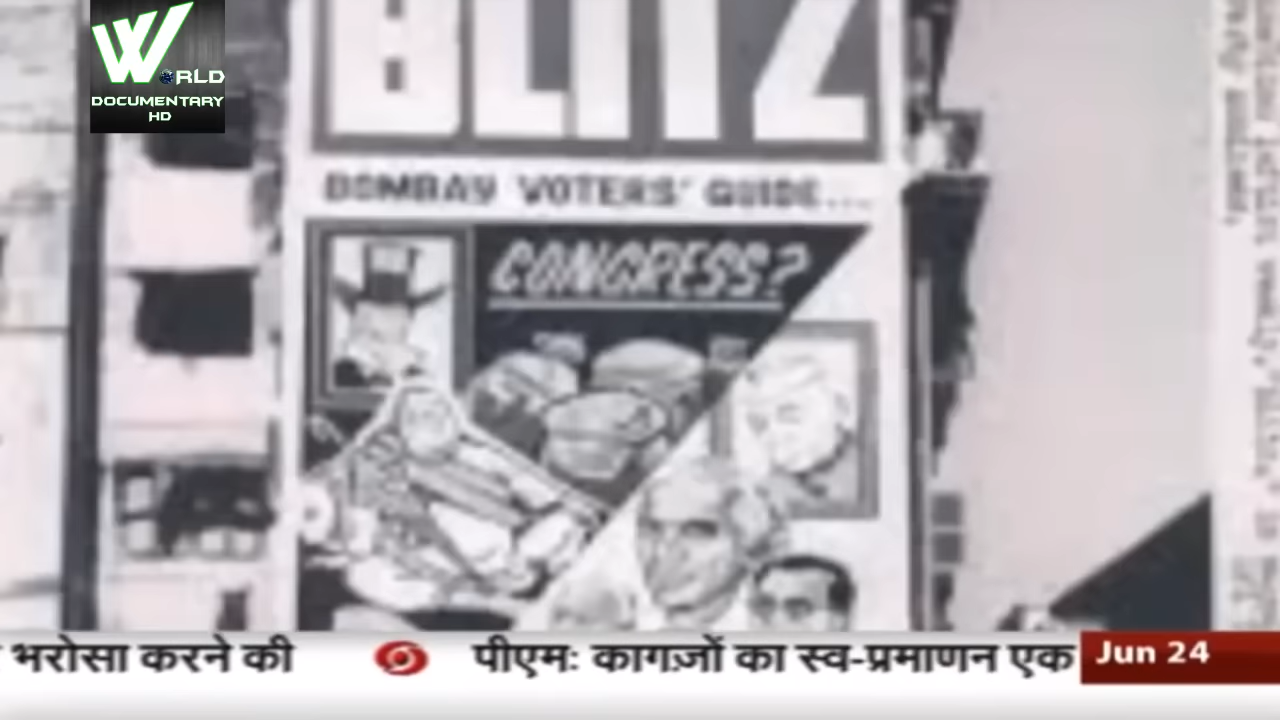 WORLD
DOCUMENTARY
HD
BLITZ
BOMBAY VOTERS' GUIDE...
CONGRESS?
भरोसा करने की
पीएम: कागज़ों का स्व-प्रमाणन एक
Jun 24